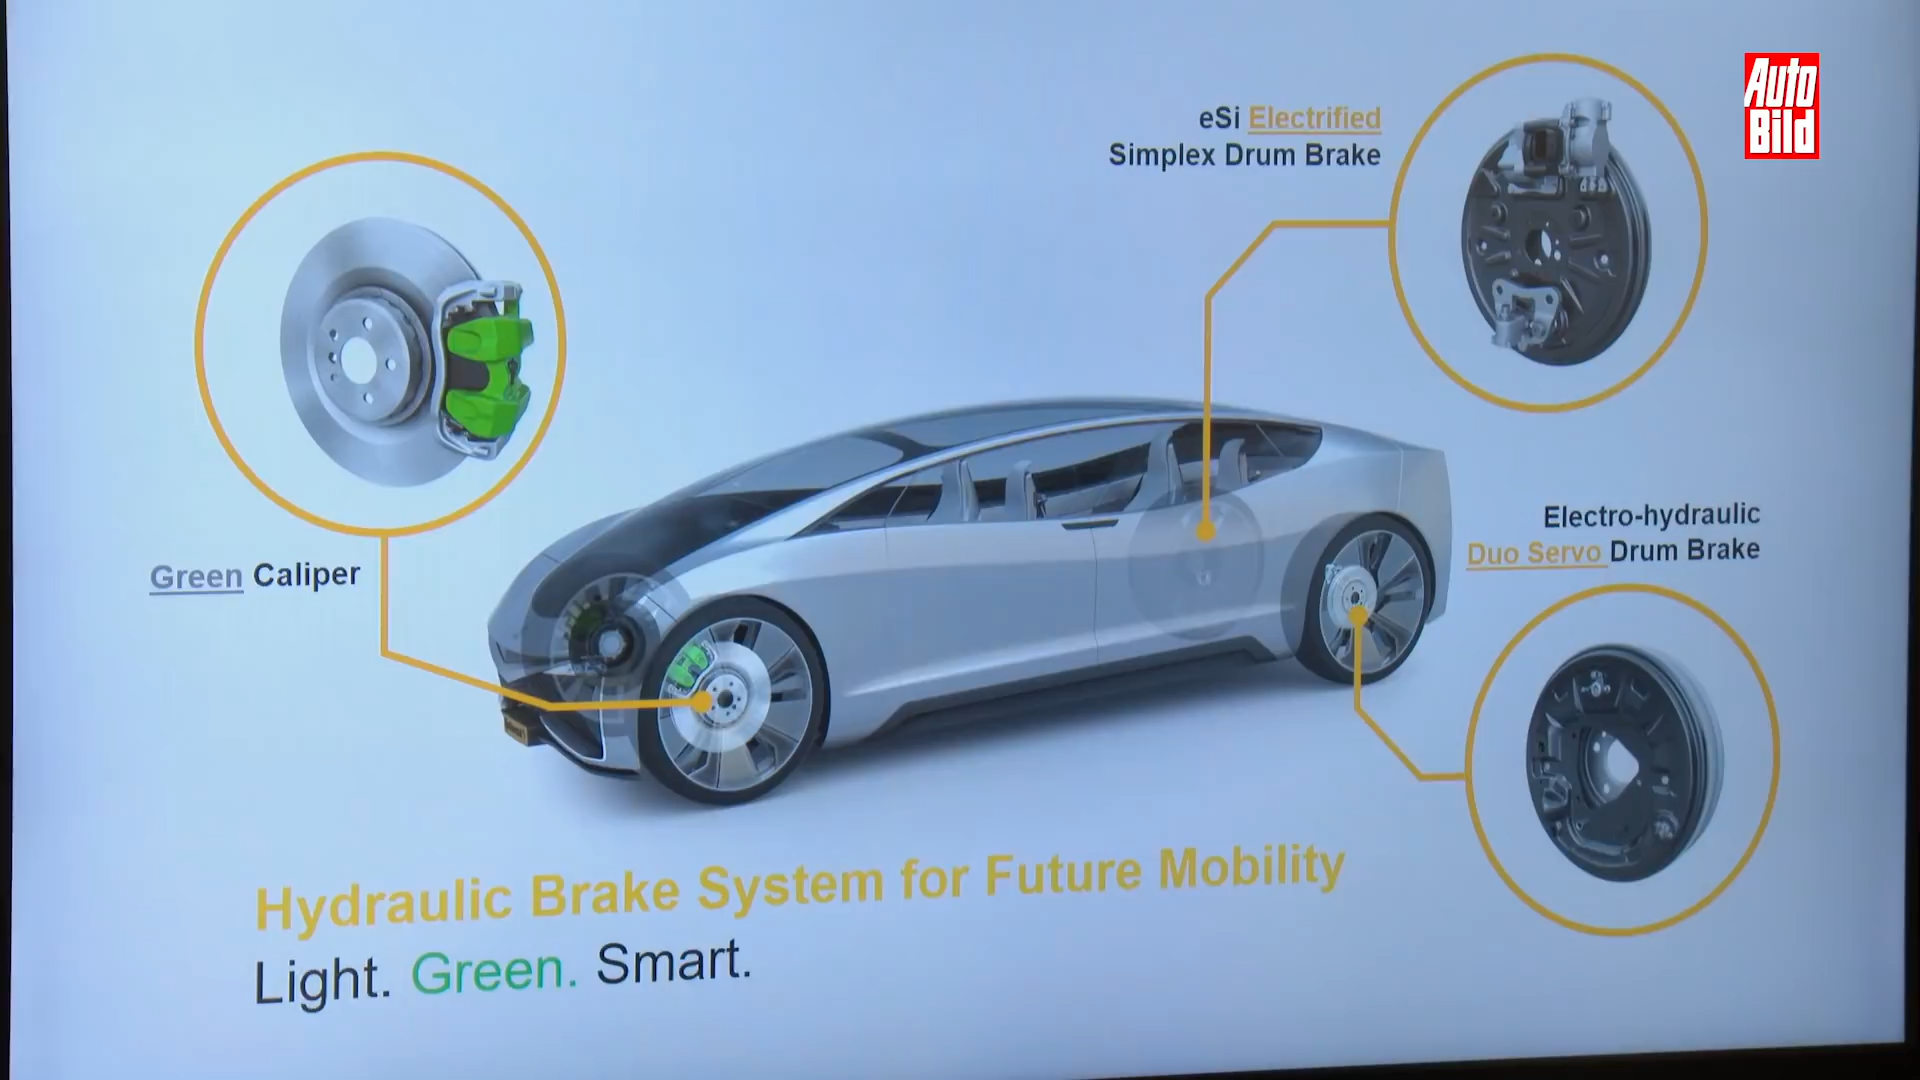 Auto
Bild
eSi Electrified
Simplex Drum Brake
Green Caliper
Electro-hydraulic
Duo Servo Drum Brake
Hydraulic Brake System for Future Mobility
Light. Green. Smart.